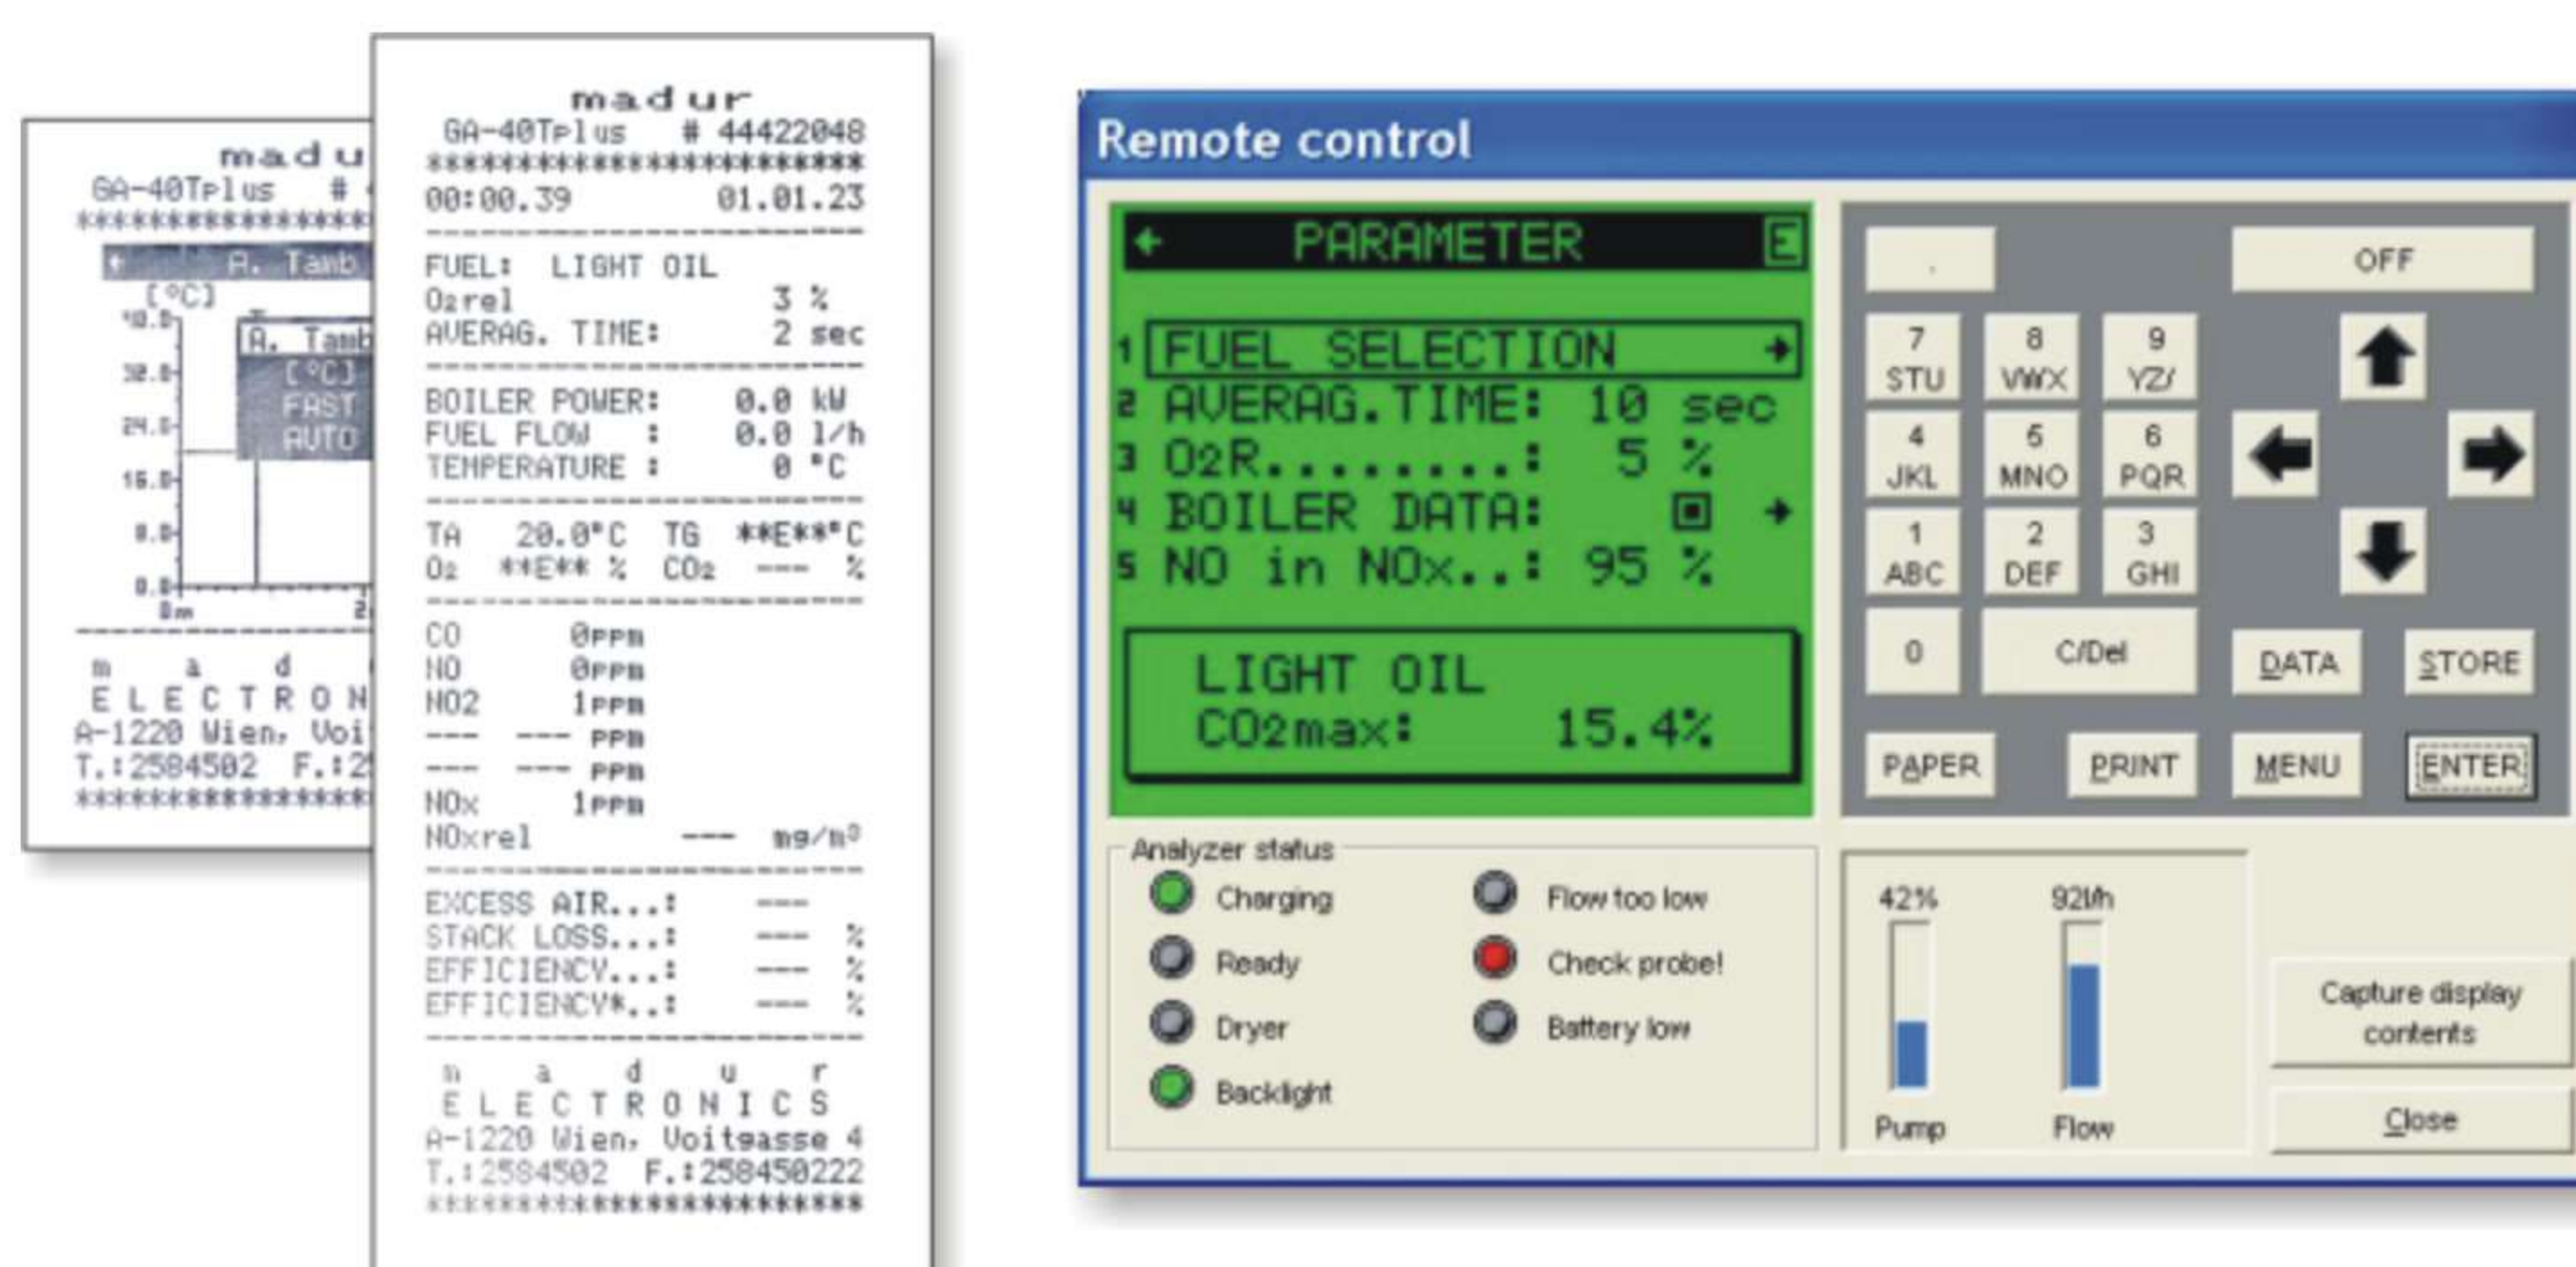 madu
GA-40Tplus #
******************
A. Tamb
[°C]
40.0
A. Tamb
[°C]
FAST
AUTO
32.0
24.0
16.0
8.0
0.0
0m
m a d
E L E C T R O N
A-1220 Wien, Voi
T.:2584502 F.:2
******************
madur
GA-40Tplus # 44422048
************************
00:00.39 01.01.23
------------------------
FUEL: LIGHT OIL
O2rel 3 %
AVERAG. TIME: 2 sec
------------------------
BOILER POWER: 0.0 kW
FUEL FLOW : 0.0 l/h
TEMPERATURE : 0 °C
------------------------
TA 20.0°C TG **E**°C
O2 **E** % CO2 --- %
------------------------
CO 0ppm
NO 0ppm
NO2 1ppm
--- --- ppm
--- --- ppm
NOx 1ppm
NOxrel --- mg/m³
------------------------
EXCESS AIR...: ---
STACK LOSS...: --- %
EFFICIENCY...: --- %
EFFICIENCY*..: --- %
------------------------
m a d u r
E L E C T R O N I C S
A-1220 Wien, Voitgasse 4
T.:2584502 F.:258450222
************************
Remote control
← PARAMETER E
1 FUEL SELECTION →
2 AVERAG.TIME: 10 sec
3 O2R........: 5 %
4 BOILER DATA: →
5 NO in NOx..: 95 %
LIGHT OIL
CO2max: 15.4%
.
OFF
7 STU
8 VWX
9 YZ/
4 JKL
5 MNO
6 PQR
1 ABC
2 DEF
3 GHI
0
C/Del
DATA
STORE
PAPER
PRINT
MENU
ENTER
Analyzer status
Charging
Flow too low
Ready
Check probe!
Dryer
Battery low
Backlight
42%
92l/h
Pump
Flow
Capture display
contents
Close